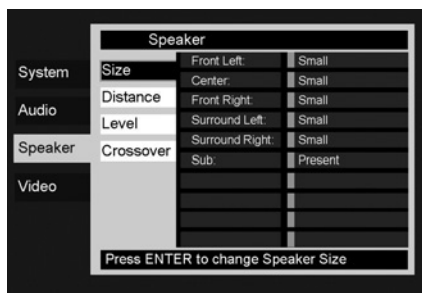 Speaker
System
Audio
Speaker
Video
Size
Distance
Level
Crossover
Front Left: Small
Center: Small
Front Right: Small
Surround Left: Small
Surround Right: Small
Sub: Present
Press ENTER to change Speaker Size